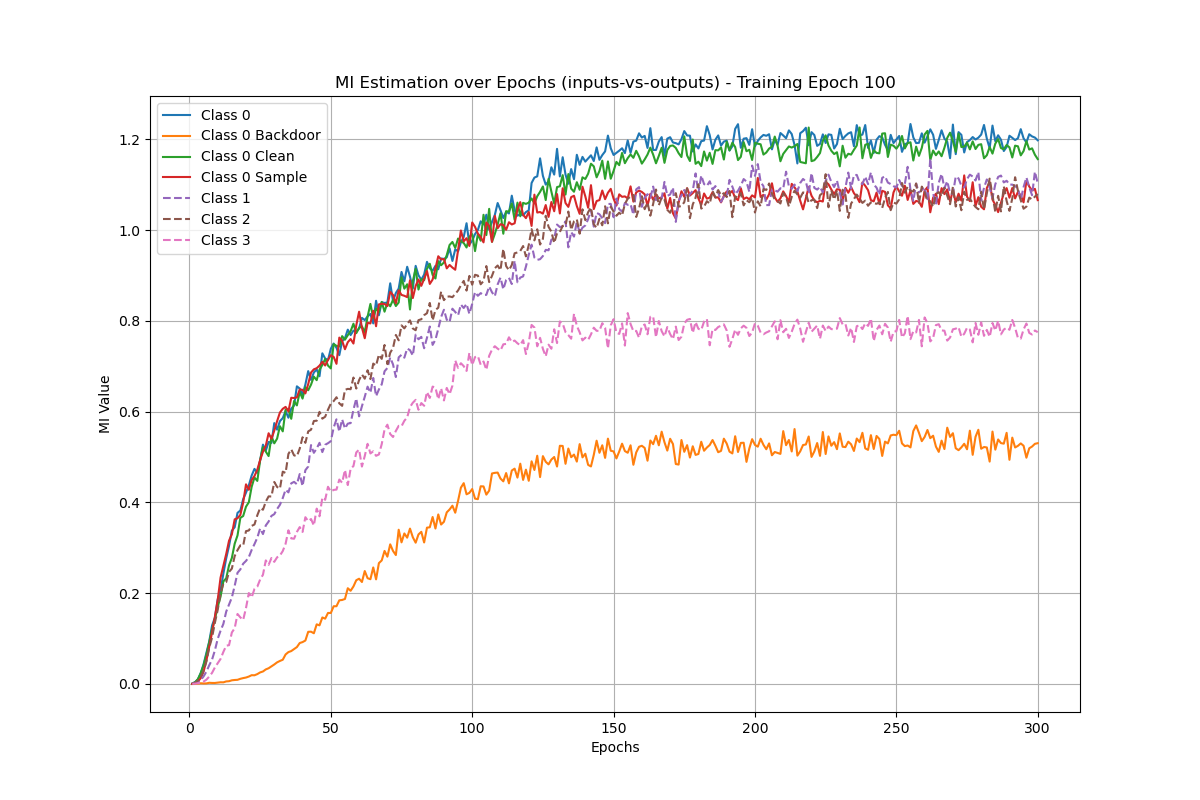 MI Estimation over Epochs (inputs-vs-outputs) - Training Epoch 100
Class 0
Class 0 Backdoor
Class 0 Clean
Class 0 Sample
Class 1
Class 2
Class 3
MI Value
1.2
1.0
0.8
0.6
0.4
0.2
0.0
0 50 100 150 200 250 300
Epochs